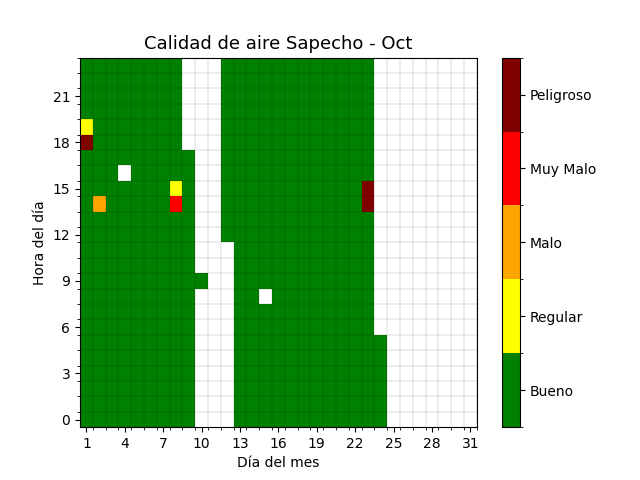 Calidad de aire Sapecho - Oct
21
18
15
12
9
6
3
0
Hora del día
1 4 7 10 13 16 19 22 25 28 31
Día del mes
Peligroso
Muy Malo
Malo
Regular
Bueno